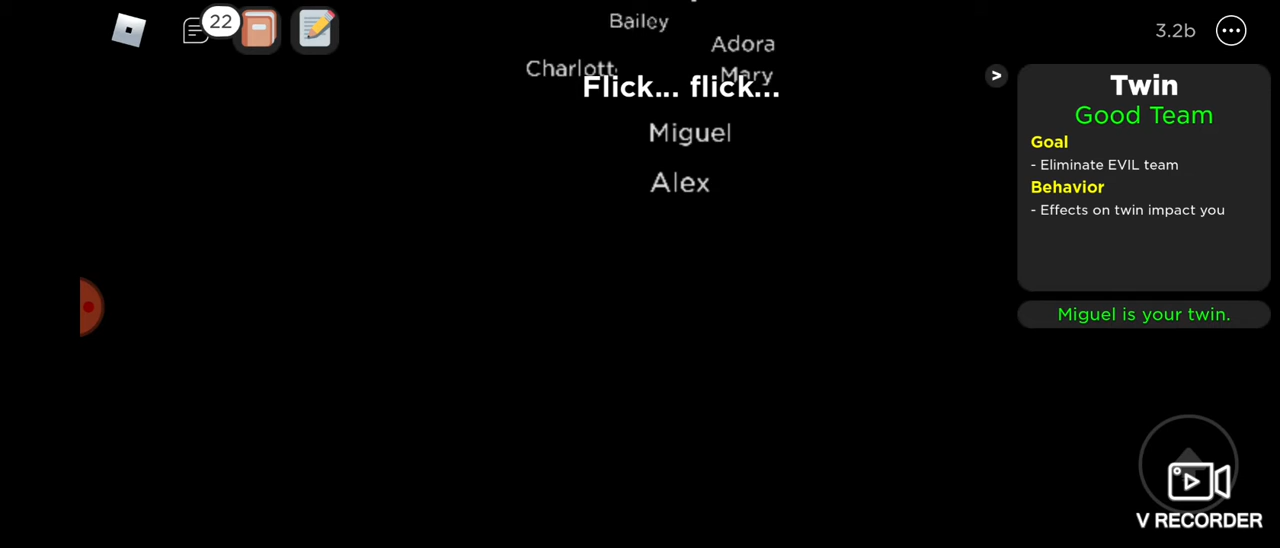 22
Bailey
3.2b
Adora
Mary
Flick... flick...
Miguel
Alex
>
Twin
Good Team
Goal
- Eliminate EVIL team
Behavior
- Effects on twin impact you
Miguel is your twin.
V RECORDER